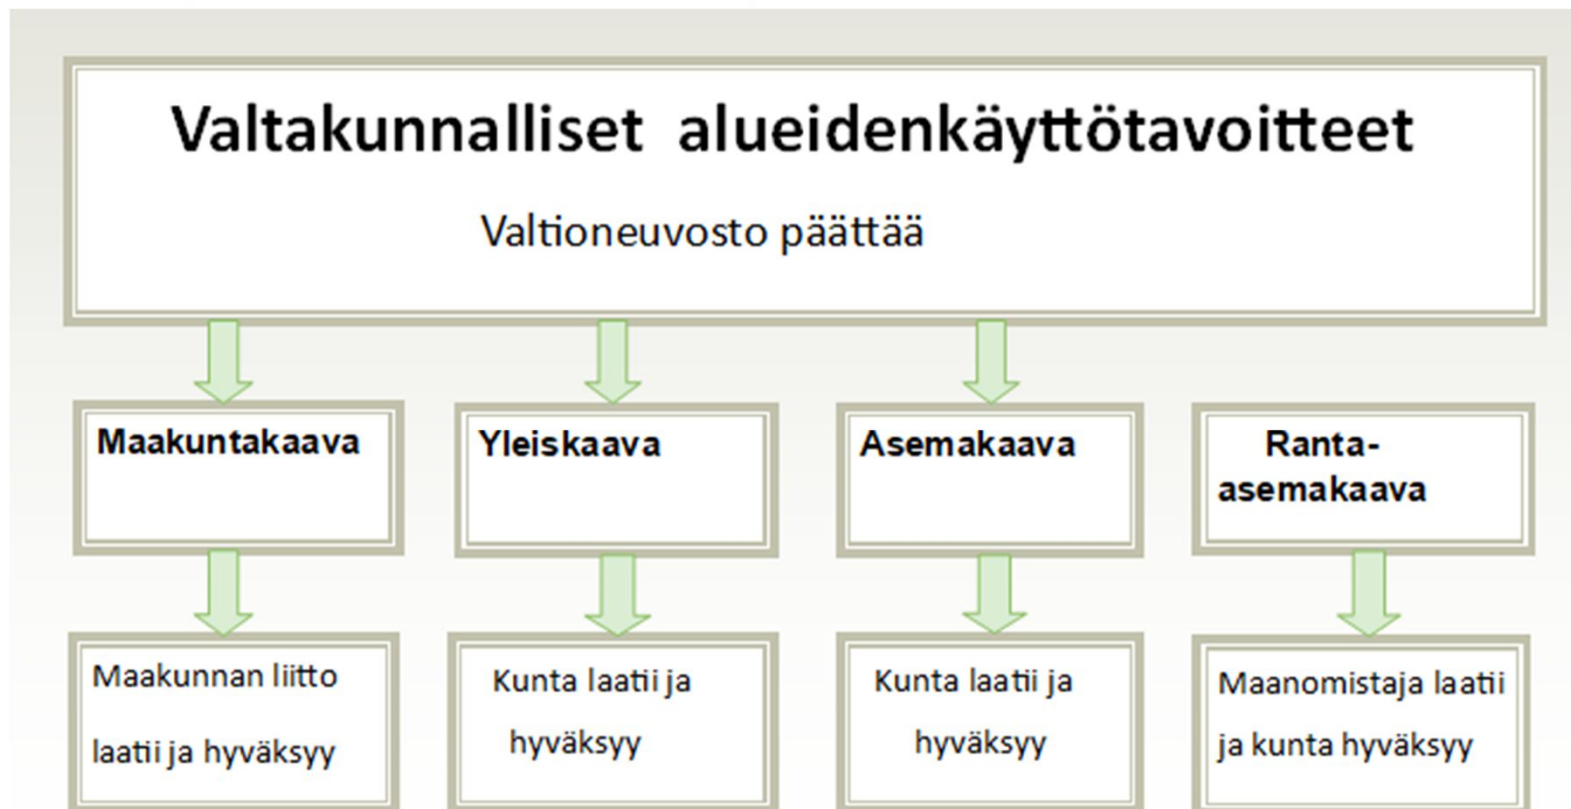 Valtakunnalliset alueidenkäyttötavoitteet
Valtioneuvosto päättää
Maakuntakaava
Yleiskaava
Asemakaava
Ranta-
asemakaava
Maakunnan liitto
laatii ja hyväksyy
Kunta laatii ja
hyväksyy
Kunta laatii ja
hyväksyy
Maanomistaja laatii
ja kunta hyväksyy